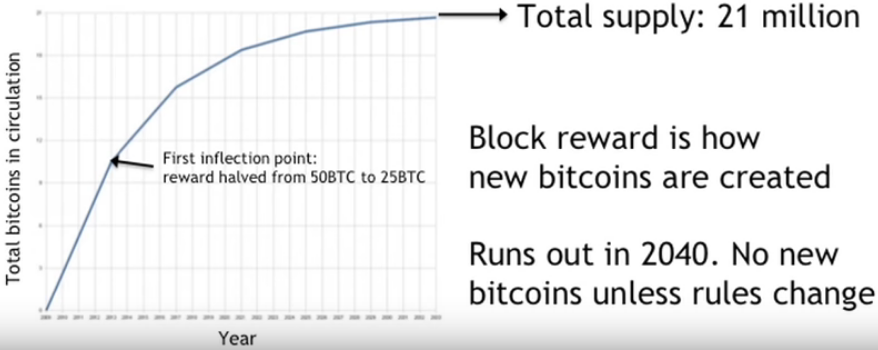 Total supply: 21 million
Total bitcoins in circulation
First inflection point:
reward halved from 50BTC to 25BTC
Block reward is how
new bitcoins are created
Runs out in 2040. No new
bitcoins unless rules change
Year